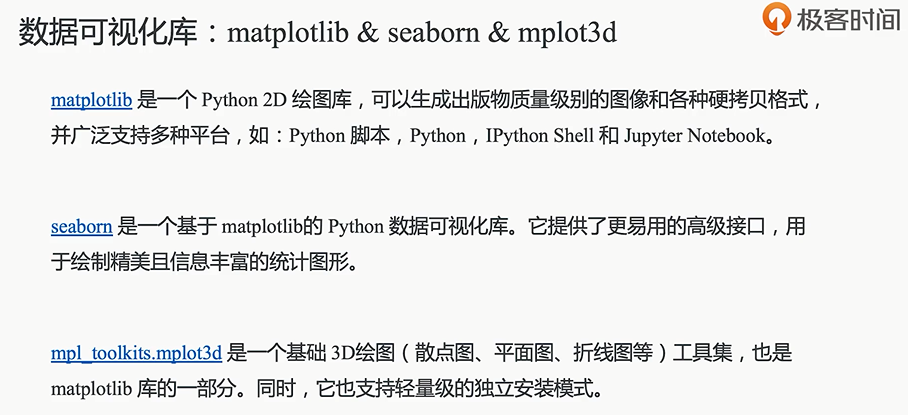 数据可视化库：matplotlib & seaborn & mplot3d
极客时间
matplotlib 是一个 Python 2D 绘图库，可以生成出版物质量级别的图像和各种硬拷贝格式，
并广泛支持多种平台，如：Python 脚本，Python，IPython Shell 和 Jupyter Notebook。
seaborn 是一个基于 matplotlib的 Python 数据可视化库。它提供了更易用的高级接口，用
于绘制精美且信息丰富的统计图形。
mpl_toolkits.mplot3d 是一个基础 3D绘图（散点图、平面图、折线图等）工具集，也是
matplotlib 库的一部分。同时，它也支持轻量级的独立安装模式。